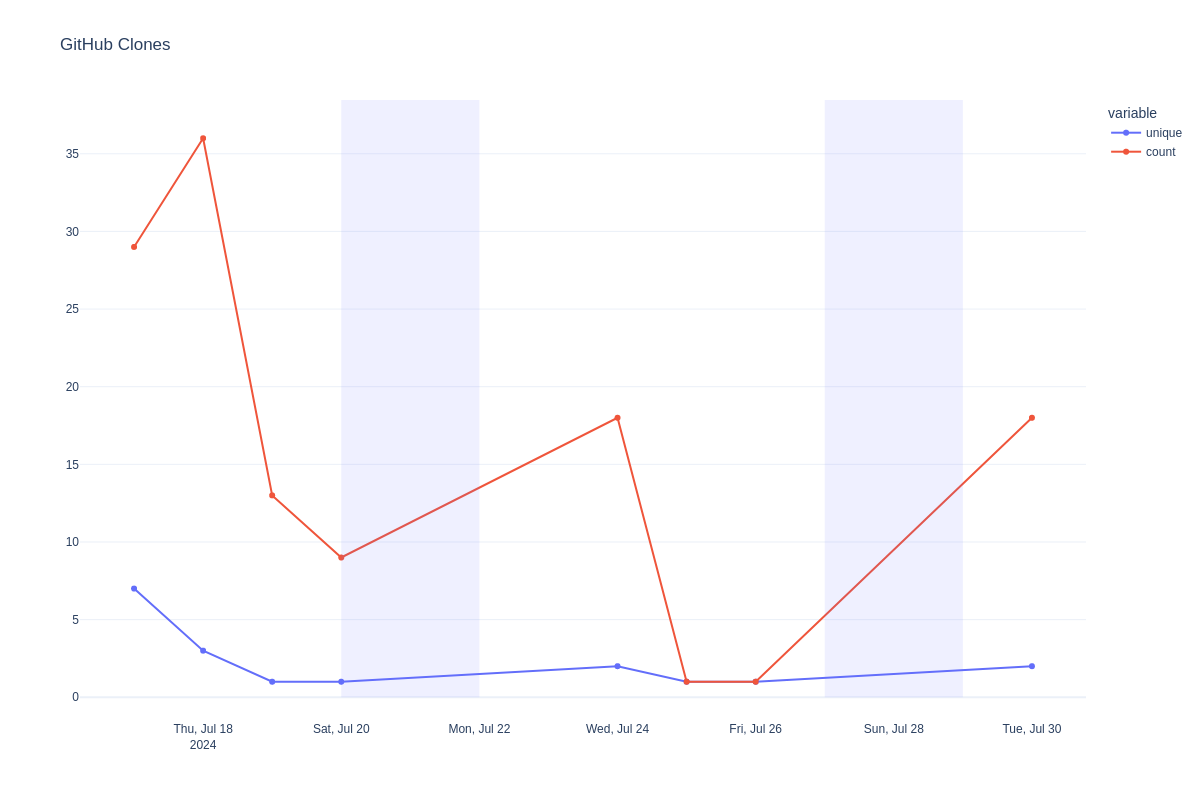 GitHub Clones
variable
unique
count
35
30
25
20
15
10
5
0
Thu, Jul 18
2024
Sat, Jul 20
Mon, Jul 22
Wed, Jul 24
Fri, Jul 26
Sun, Jul 28
Tue, Jul 30